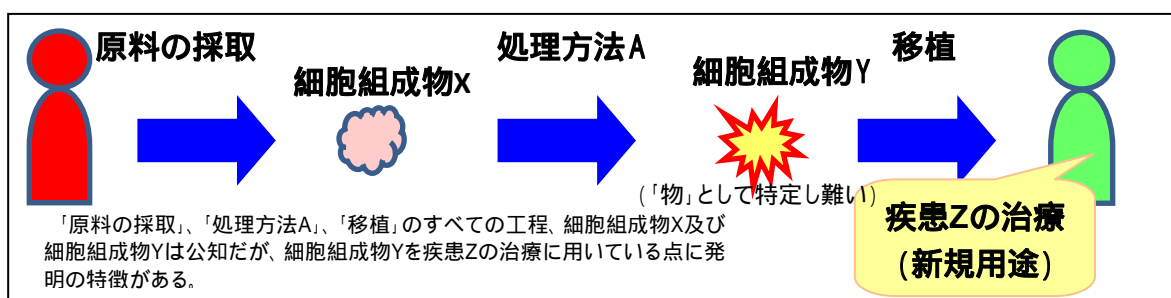 原料の採取
処理方法A
移植
細胞組成物X
細胞組成物Y
(「物」として特定し難い)
「原料の採取」、「処理方法A」、「移植」のすべての工程、細胞組成物X及び
細胞組成物Yは公知だが、細胞組成物Yを疾患Zの治療に用いている点に発
明の特徴がある。
疾患Zの治療
(新規用途)